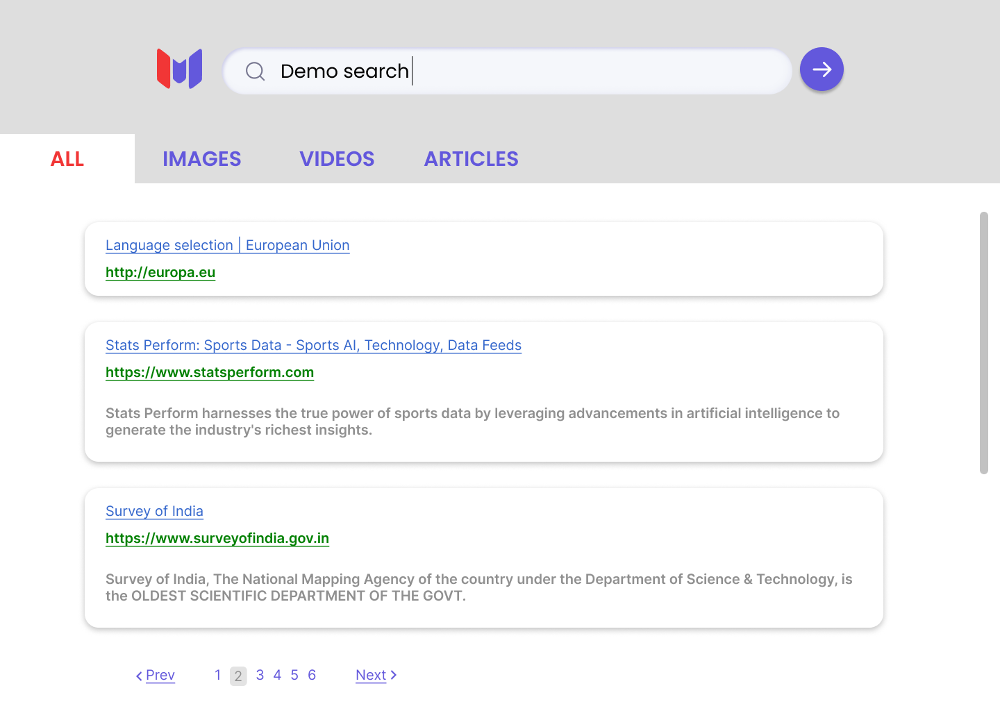 Demo search
ALL IMAGES VIDEOS ARTICLES
Language selection | European Union
http://europa.eu
Stats Perform: Sports Data - Sports AI, Technology, Data Feeds
https://www.statsperform.com
Stats Perform harnesses the true power of sports data by leveraging advancements in artificial intelligence to
generate the industry's richest insights.
Survey of India
https://www.surveyofindia.gov.in
Survey of India, The National Mapping Agency of the country under the Department of Science & Technology, is
the OLDEST SCIENTIFIC DEPARTMENT OF THE GOVT.
Prev 1 2 3 4 5 6 Next